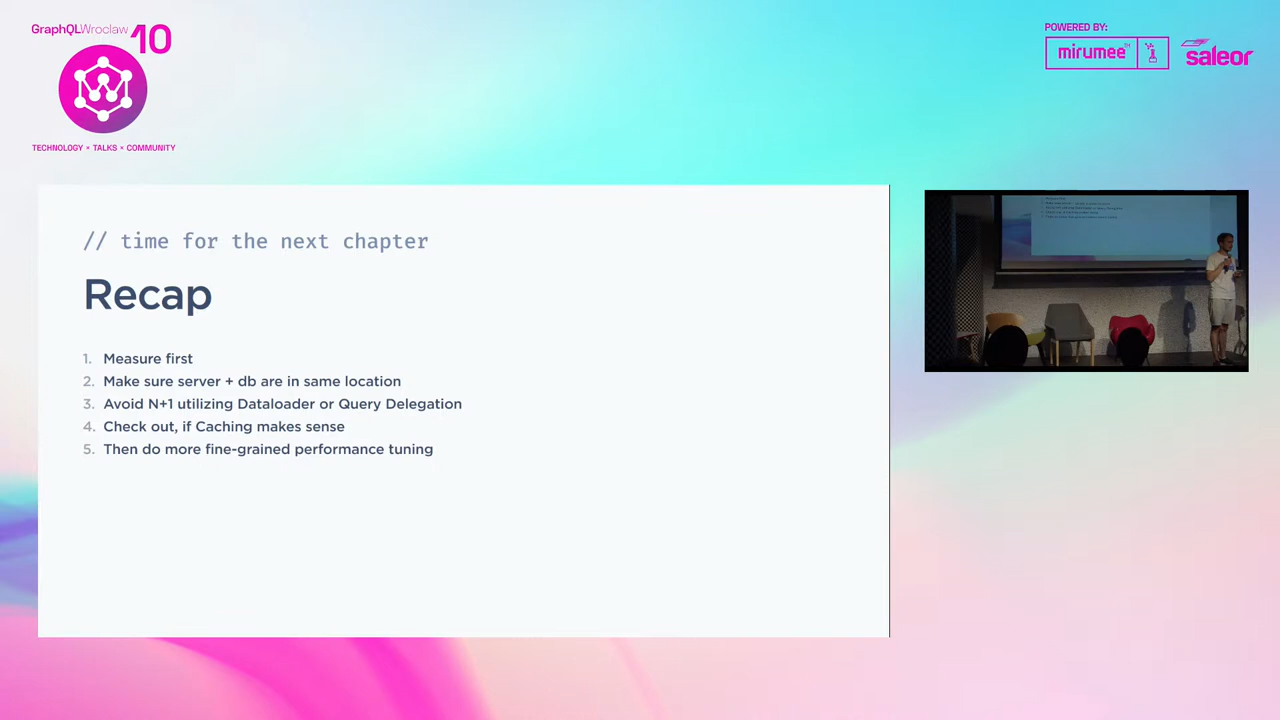 GraphQLWroclaw 10
TECHNOLOGY × TALKS × COMMUNITY
POWERED BY:
mirumee
saleor
// time for the next chapter
Recap
1. Measure first
2. Make sure server + db are in same location
3. Avoid N+1 utilizing Dataloader or Query Delegation
4. Check out, if Caching makes sense
5. Then do more fine-grained performance tuning